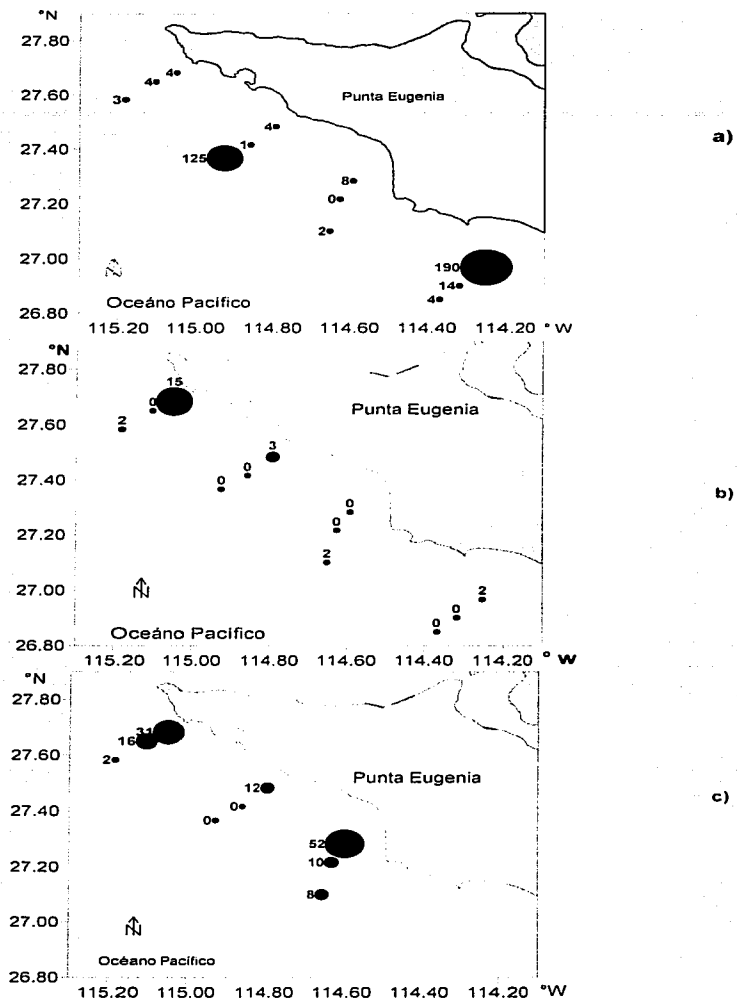 °N
27.80
4
4
27.60
3
Punta Eugenia
4
a)
27.40
1
125
8
27.20
0
2
27.00
190
N
14
4
Oceáno Pacífico
26.80
115.20 115.00 114.80 114.60 114.40 114.20 °W
°N
27.80
15
0
Punta Eugenia
27.60
2
3
27.40
0
0
b)
0
27.20
0
2
27.00
N
2
0
0
Oceáno Pacífico
26.80
115.20 115.00 114.80 114.60 114.40 114.20 °W
°N
27.80
31
16
27.60
2
Punta Eugenia
12
c)
27.40
0
0
52
27.20
10
8
27.00
N
Océano Pacífico
26.80
115.20 115.00 114.80 114.60 114.40 114.20 °W